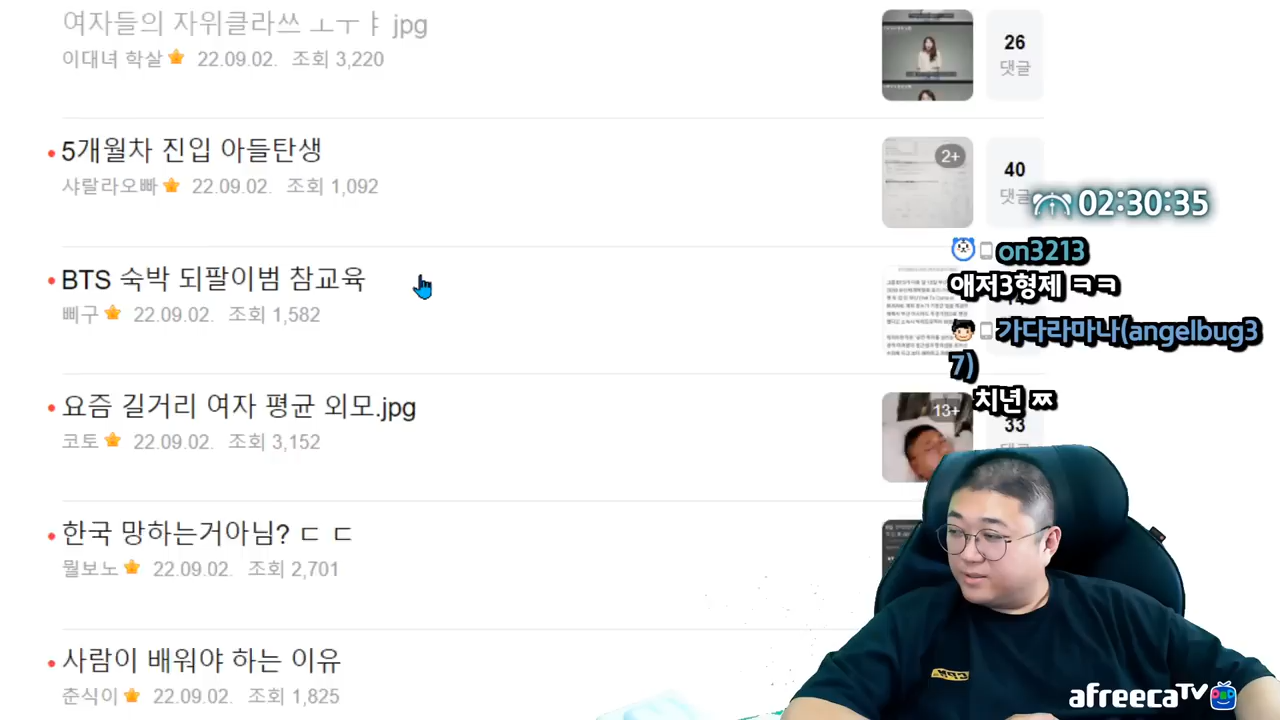 여자들의 자위클라쓰 ㅗㅜㅑ jpg
이대녀 학살 22.09.02. 조회 3,220
26
댓글
5개월차 진입 아들탄생
샤랄라오빠 22.09.02. 조회 1,092
2+
40
댓글
02:30:35
on3213
애저3형제 ㅋㅋ
BTS 숙박 되팔이범 참교육
삐구 22.09.02. 조회 1,582
가다라마나(angelbug3
7)
치년 ㅉ
요즘 길거리 여자 평균 외모.jpg
코토 22.09.02. 조회 3,152
13+
33
한국 망하는거아님? ㄷ ㄷ
뭘보노 22.09.02. 조회 2,701
사람이 배워야 하는 이유
춘식이 22.09.02. 조회 1,825
afreecaTV